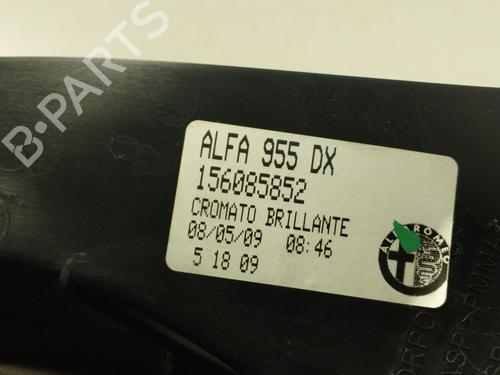 B-PARTS
ALFA 955 DX
156085852
CROMATO BRILLANTE
08/05/09 08:46
5 18 09
ALFA ROMEO